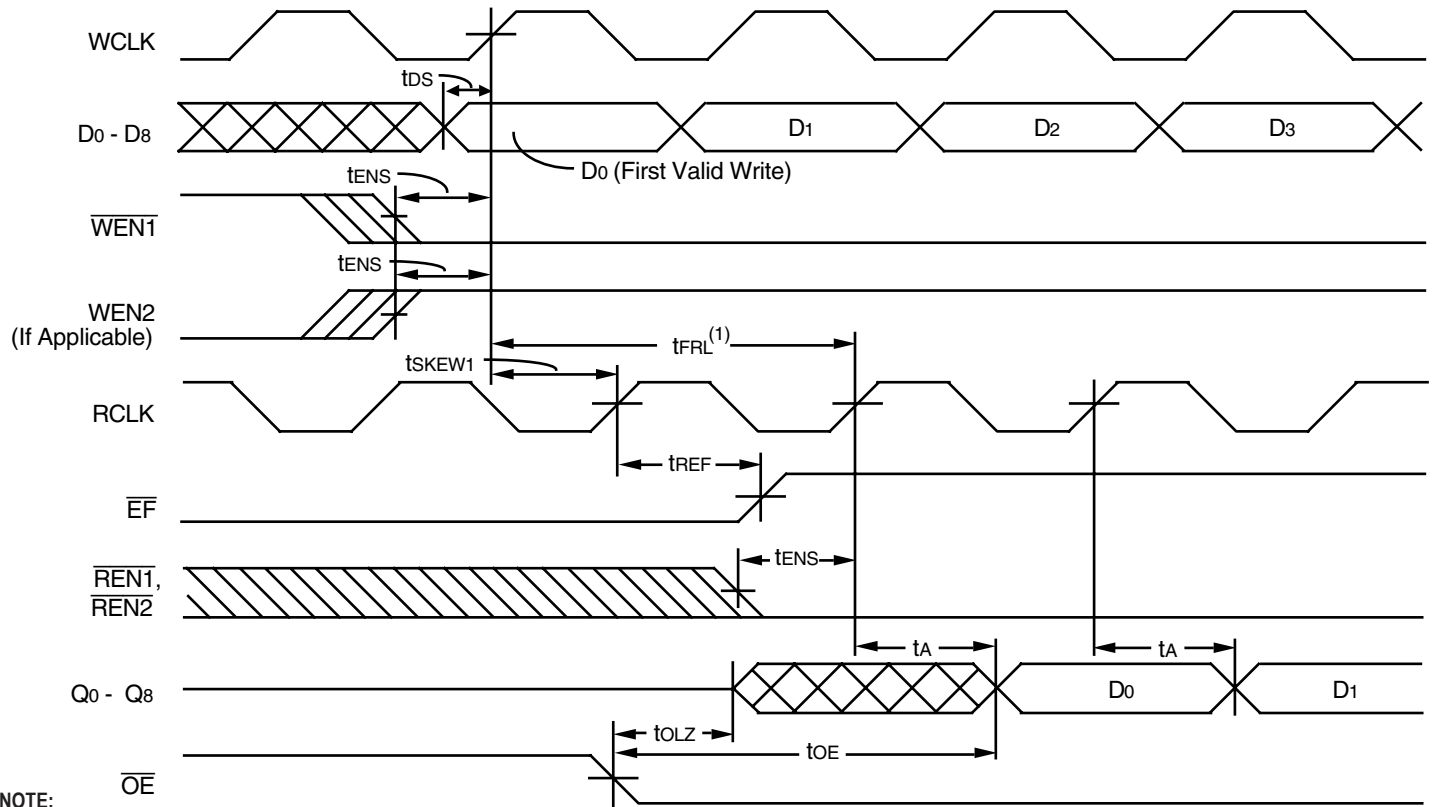 WCLK
tDS
D0 - D8
D1
D2
D3
D0 (First Valid Write)
tENS
WEN1
tENS
WEN2
(If Applicable)
tFRL(1)
tSKEW1
RCLK
tREF
EF
tENS
REN1,
REN2
tA
tA
Q0 - Q8
D0
D1
tOLZ
tOE
OE
NOTE: